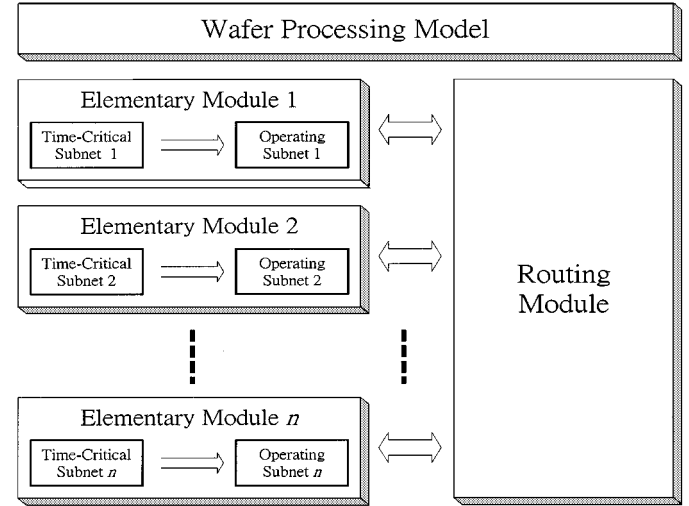 Wafer Processing Model
Elementary Module 1
Time-Critical
Subnet 1
Operating
Subnet 1
Elementary Module 2
Time-Critical
Subnet 2
Operating
Subnet 2
Elementary Module n
Time-Critical
Subnet n
Operating
Subnet n
Routing
Module